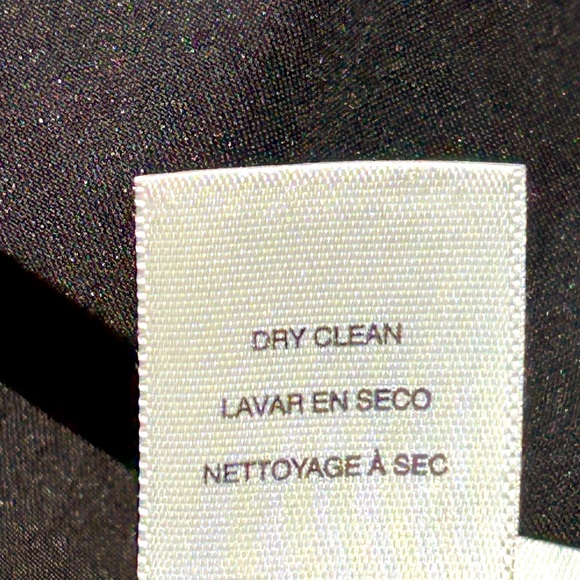 DRY CLEAN
LAVAR EN SECO
NETTOYAGE À SEC